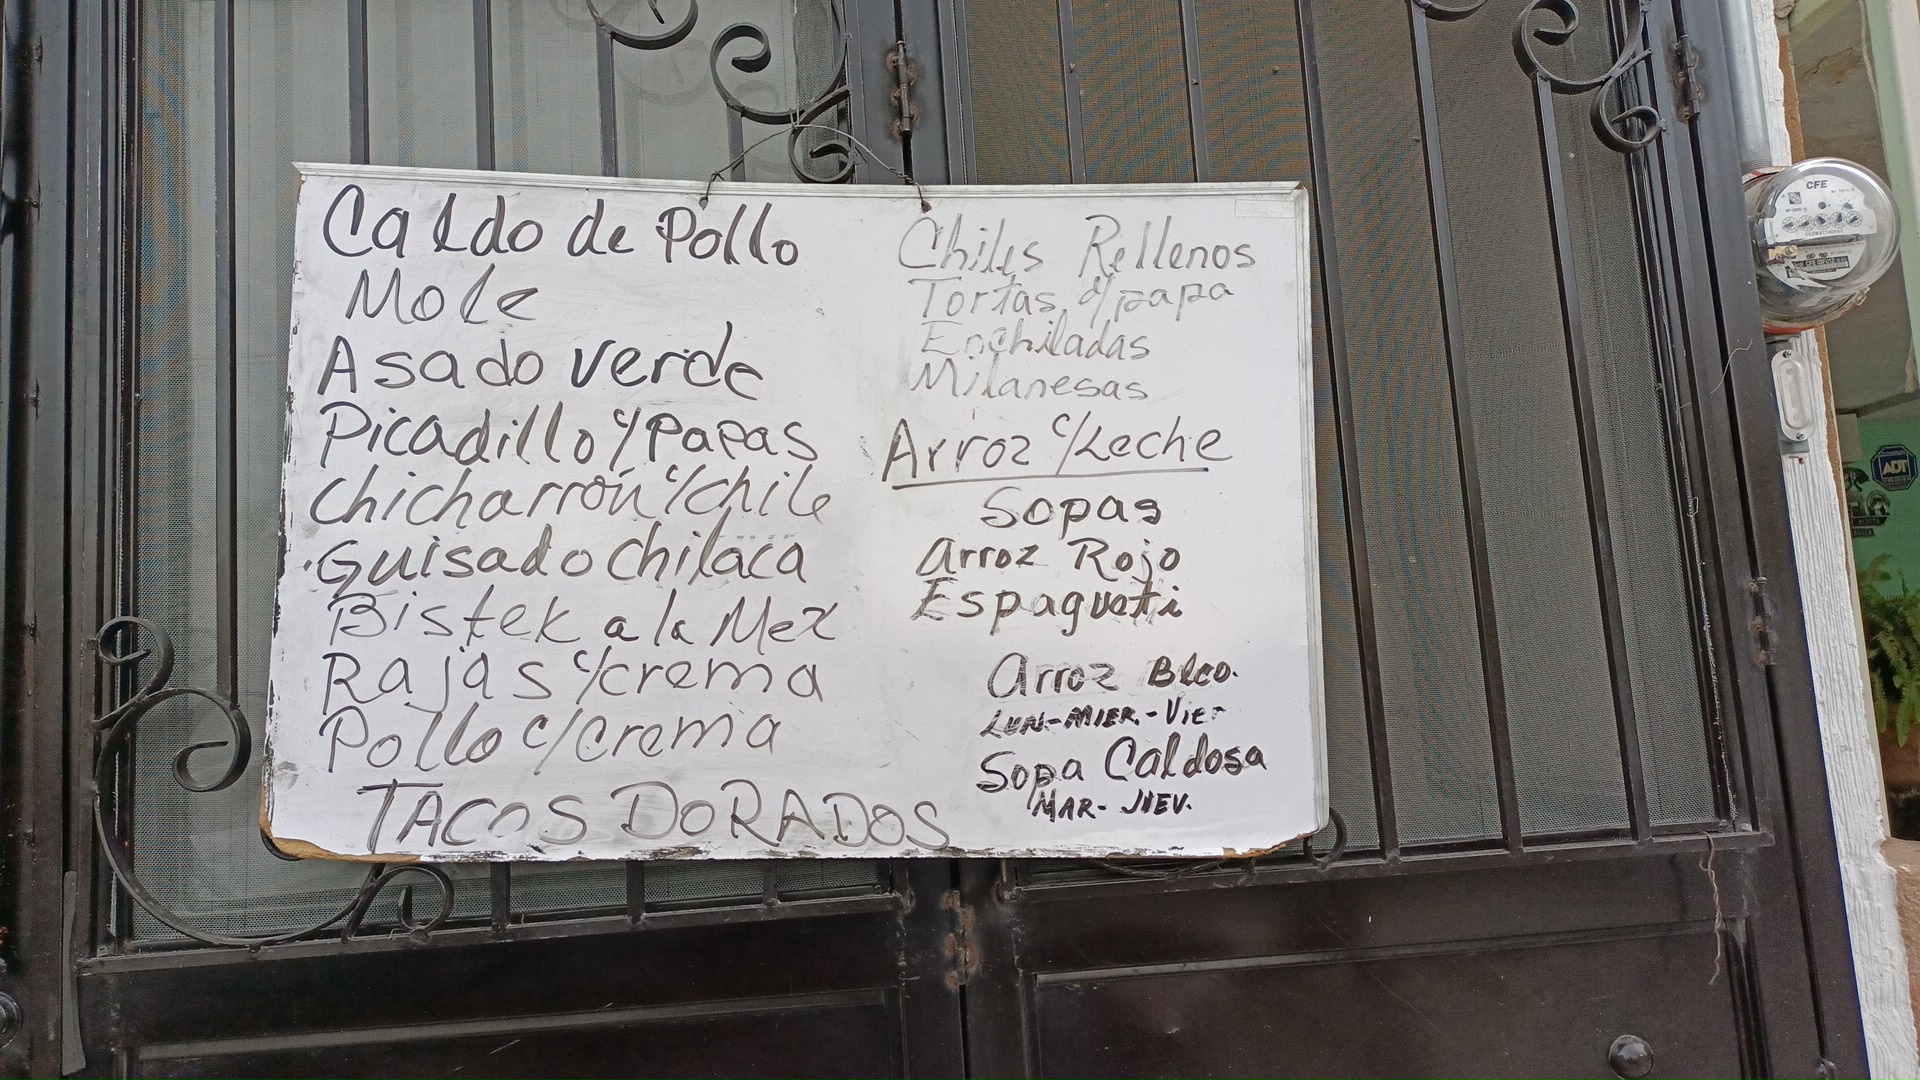 Caldo de Pollo
Mole
Asado verde
Picadillo c/Papas
Chicharrón c/chile
Guisado chilaca
Bistek a la Mex
Rajas c/crema
Pollo c/crema
TACOS DORADOS
Chiles Rellenos
Tortas d/papa
Enchiladas
Milanesas
Arroz c/Leche
Sopas
Arroz Rojo
Espagueti
Arroz Blco.
LUN-MIER.-Vier
Sopa Caldosa
MAR- JUEV.
CFE
ADT